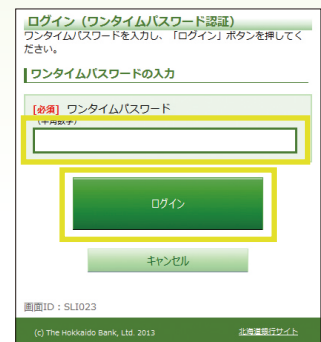 ログイン（ワンタイムパスワード認証）
ワンタイムパスワードを入力し、「ログイン」ボタンを押してく
ださい。
ワンタイムパスワードの入力
[必須] ワンタイムパスワード
（半角数字）
ログイン
キャンセル
画面ID：SLI023
(c) The Hokkaido Bank, Ltd. 2013 北海道銀行サイト